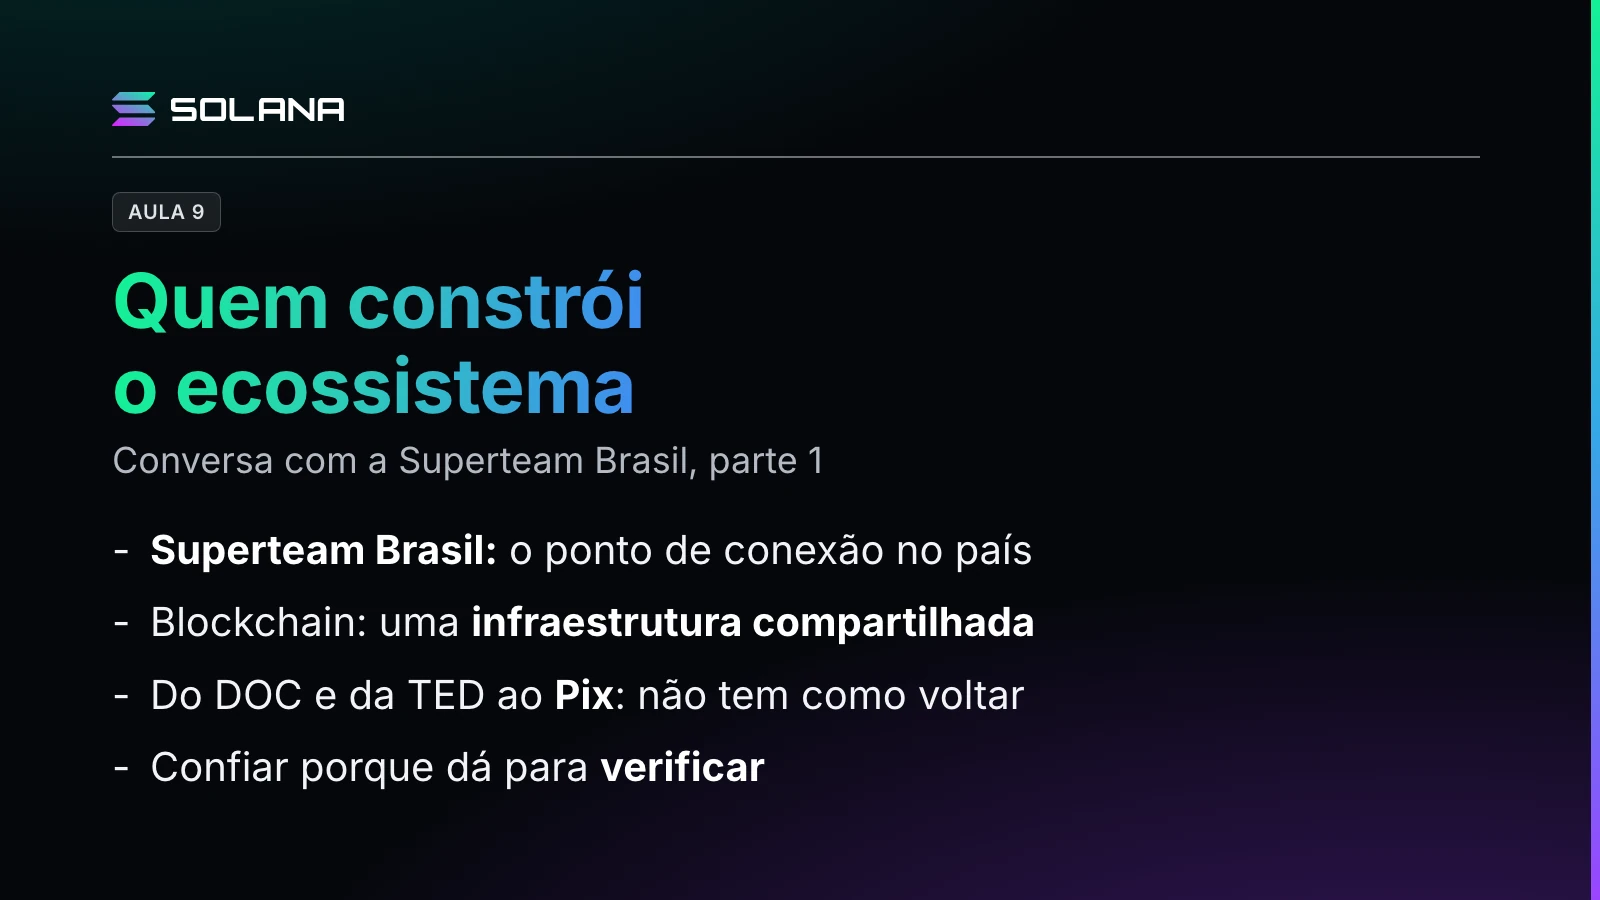 SOLANA
AULA 9
Quem constrói
o ecossistema
Conversa com a Superteam Brasil, parte 1
- Superteam Brasil: o ponto de conexão no país
- Blockchain: uma infraestrutura compartilhada
- Do DOC e da TED ao Pix: não tem como voltar
- Confiar porque dá para verificar